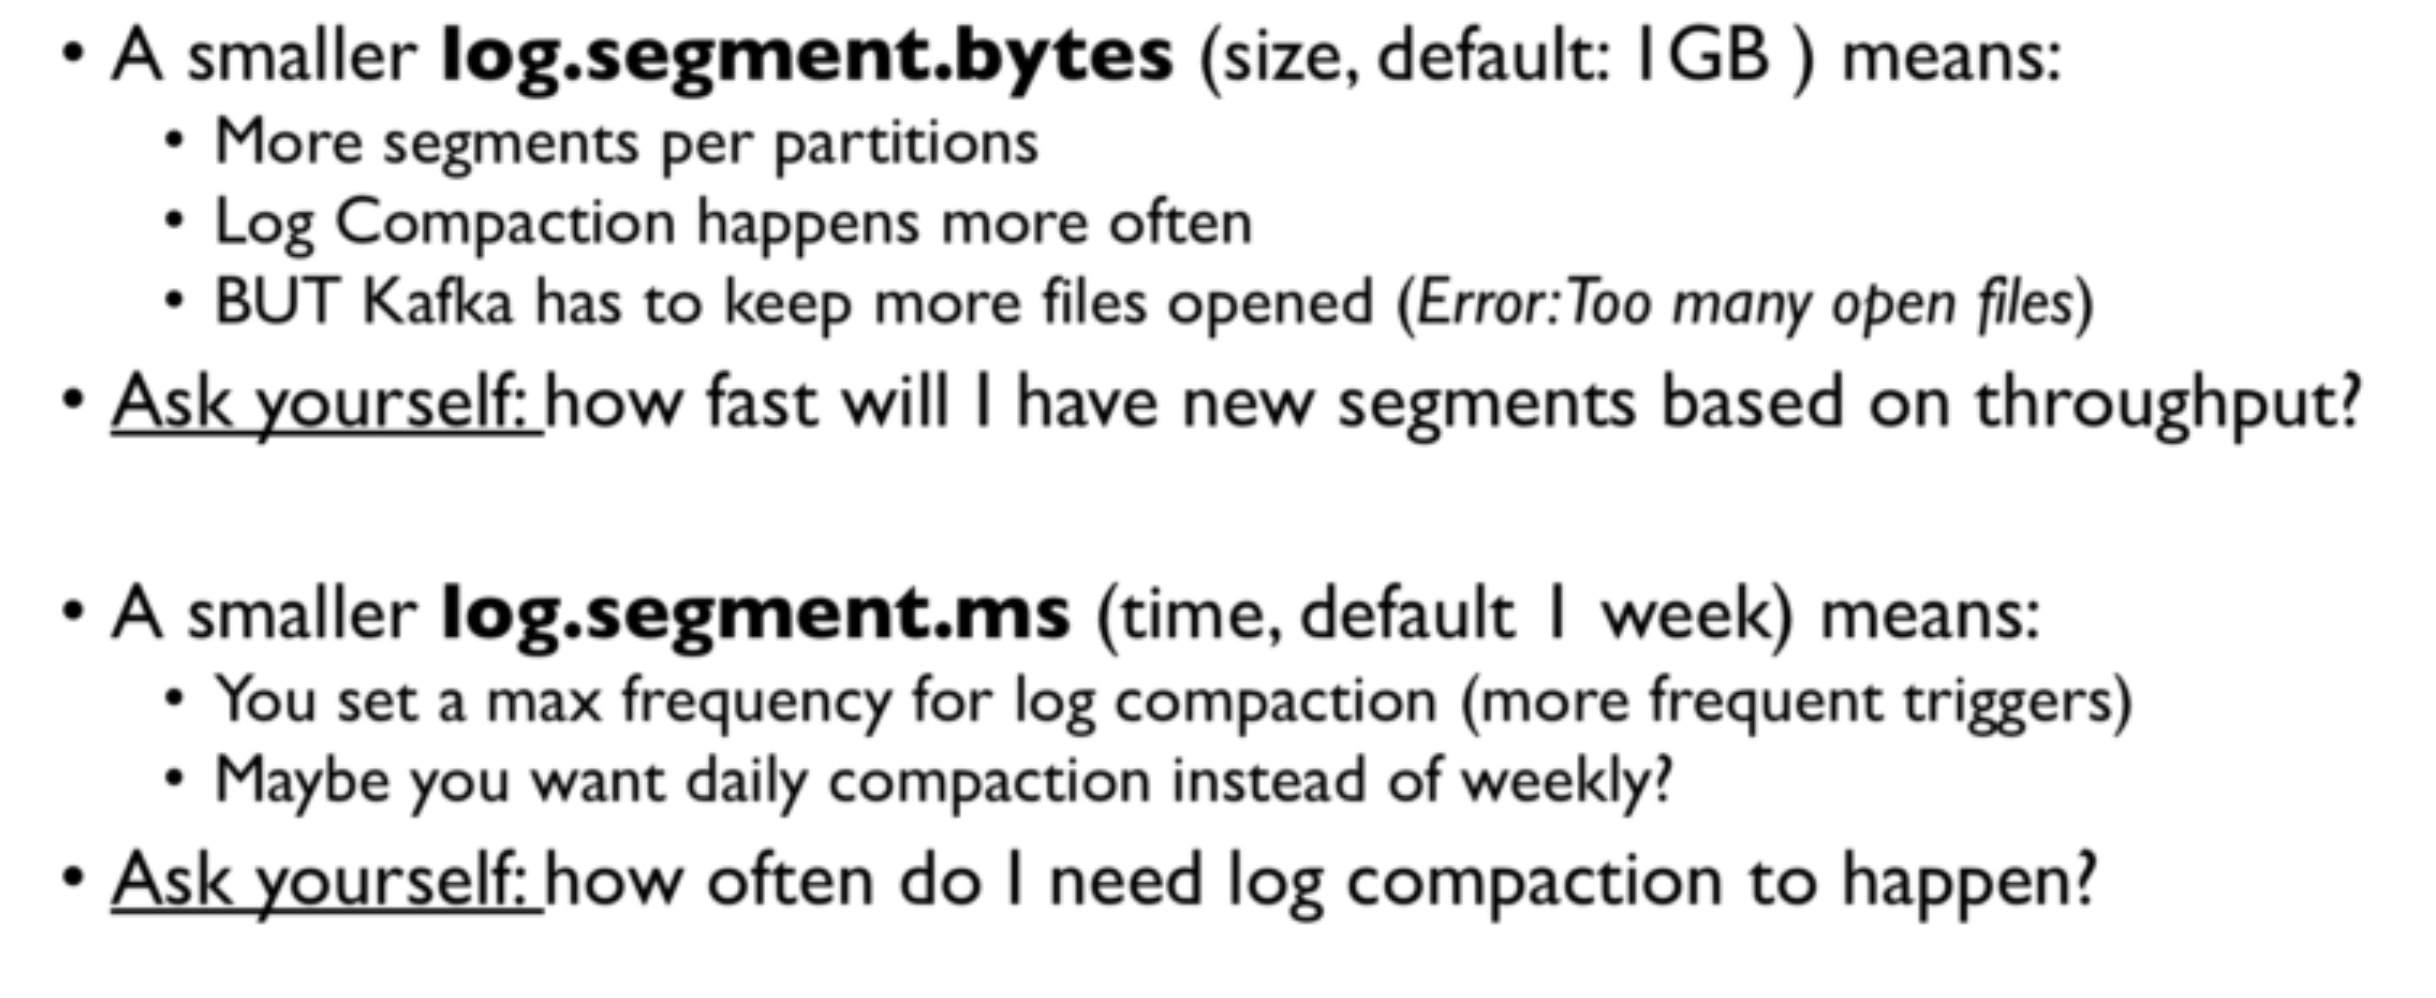 • A smaller log.segment.bytes (size, default: 1GB ) means:
• More segments per partitions
• Log Compaction happens more often
• BUT Kafka has to keep more files opened (Error: Too many open files)
• Ask yourself: how fast will I have new segments based on throughput?
• A smaller log.segment.ms (time, default 1 week) means:
• You set a max frequency for log compaction (more frequent triggers)
• Maybe you want daily compaction instead of weekly?
• Ask yourself: how often do I need log compaction to happen?